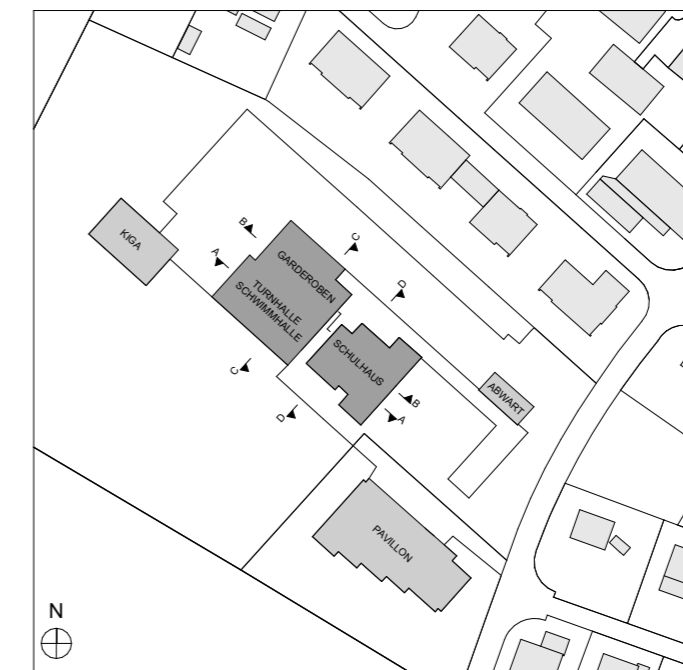 B
C
KIGA
A
GARDEROBEN
D
TURNHALLE
SCHWIMMHALLE
SCHULHAUS
C
ABWART
B
D
A
PAVILLON
N